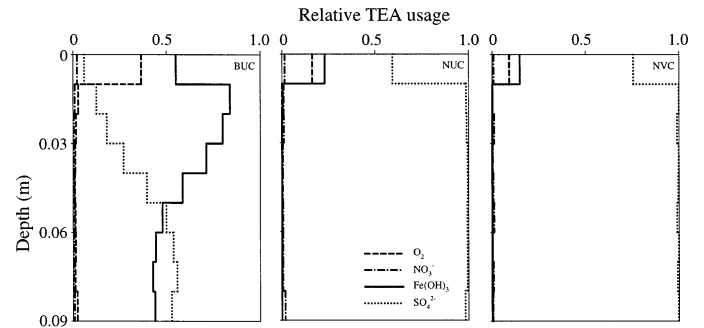 Relative TEA usage
0 0.5 1.0 0 0.5 1.0 0 0.5 1.0
0 BUC NUC NVC
0.03
Depth (m)
0.06
O₂
NO₃⁻
Fe(OH)₃
SO₄²⁻
0.09